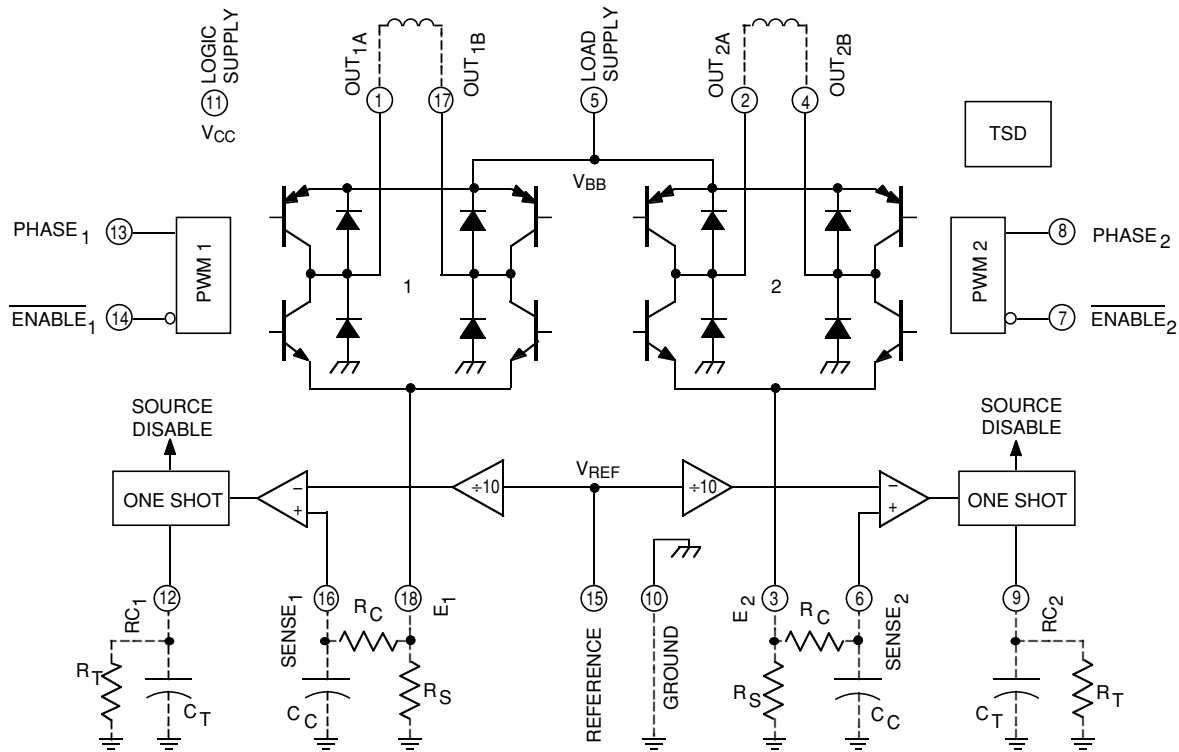 LOGIC SUPPLY
11
VCC
OUT1A
1
OUT1B
17
LOAD SUPPLY
5
VBB
OUT2A
2
OUT2B
4
TSD
PHASE1
13
ENABLE1
14
PWM 1
1
2
PWM 2
8
PHASE2
7
ENABLE2
SOURCE DISABLE
ONE SHOT
−
+
÷10
VREF
÷10
−
+
SOURCE DISABLE
ONE SHOT
12
RC1
RT
CT
16
SENSE1
RC
18
E1
CC
RS
15
REFERENCE
10
GROUND
3
E2
RC
6
SENSE2
RS
CC
9
RC2
CT
RT